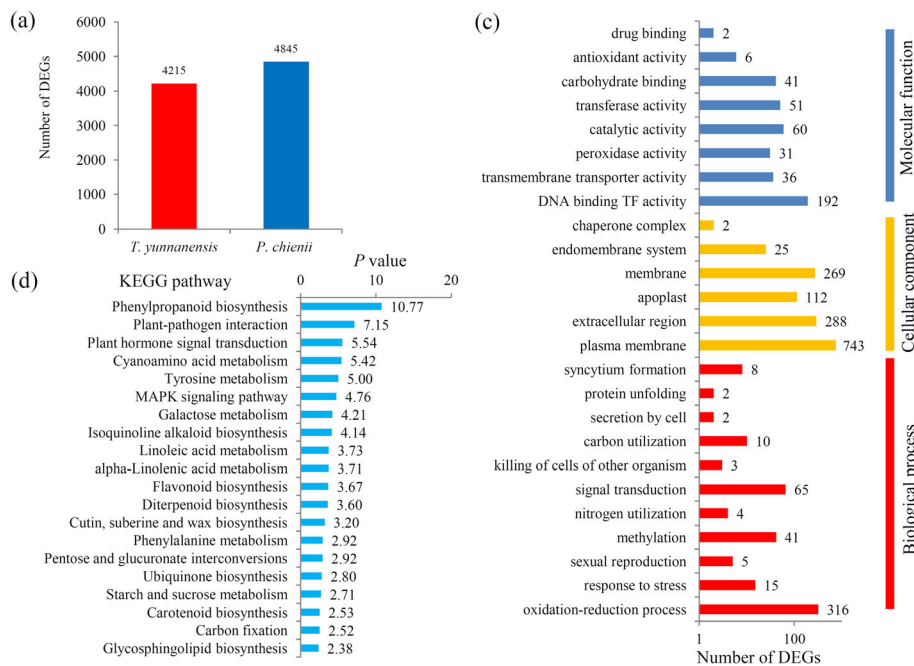 (a)
Number of DEGs
6000
5000
4000
3000
2000
1000
0
4215
4845
T. yunnanensis
P. chienii
(c)
drug binding 2
antioxidant activity 6
carbohydrate binding 41
transferase activity 51
catalytic activity 60
peroxidase activity 31
transmembrane transporter activity 36
DNA binding TF activity 192
Molecular function
chaperone complex 2
endomembrane system 25
membrane 269
apoplast 112
extracellular region 288
plasma membrane 743
Cellular component
syncytium formation 8
protein unfolding 2
secretion by cell 2
carbon utilization 10
killing of cells of other organism 3
signal transduction 65
nitrogen utilization 4
methylation 41
sexual reproduction 5
response to stress 15
oxidation-reduction process 316
Biological process
1 100
Number of DEGs
(d)
KEGG pathway
P value
0 10 20
Phenylpropanoid biosynthesis 10.77
Plant-pathogen interaction 7.15
Plant hormone signal transduction 5.54
Cyanoamino acid metabolism 5.42
Tyrosine metabolism 5.00
MAPK signaling pathway 4.76
Galactose metabolism 4.21
Isoquinoline alkaloid biosynthesis 4.14
Linoleic acid metabolism 3.73
alpha-Linolenic acid metabolism 3.71
Flavonoid biosynthesis 3.67
Diterpenoid biosynthesis 3.60
Cutin, suberine and wax biosynthesis 3.20
Phenylalanine metabolism 2.92
Pentose and glucuronate interconversions 2.92
Ubiquinone biosynthesis 2.80
Starch and sucrose metabolism 2.71
Carotenoid biosynthesis 2.53
Carbon fixation 2.52
Glycosphingolipid biosynthesis 2.38